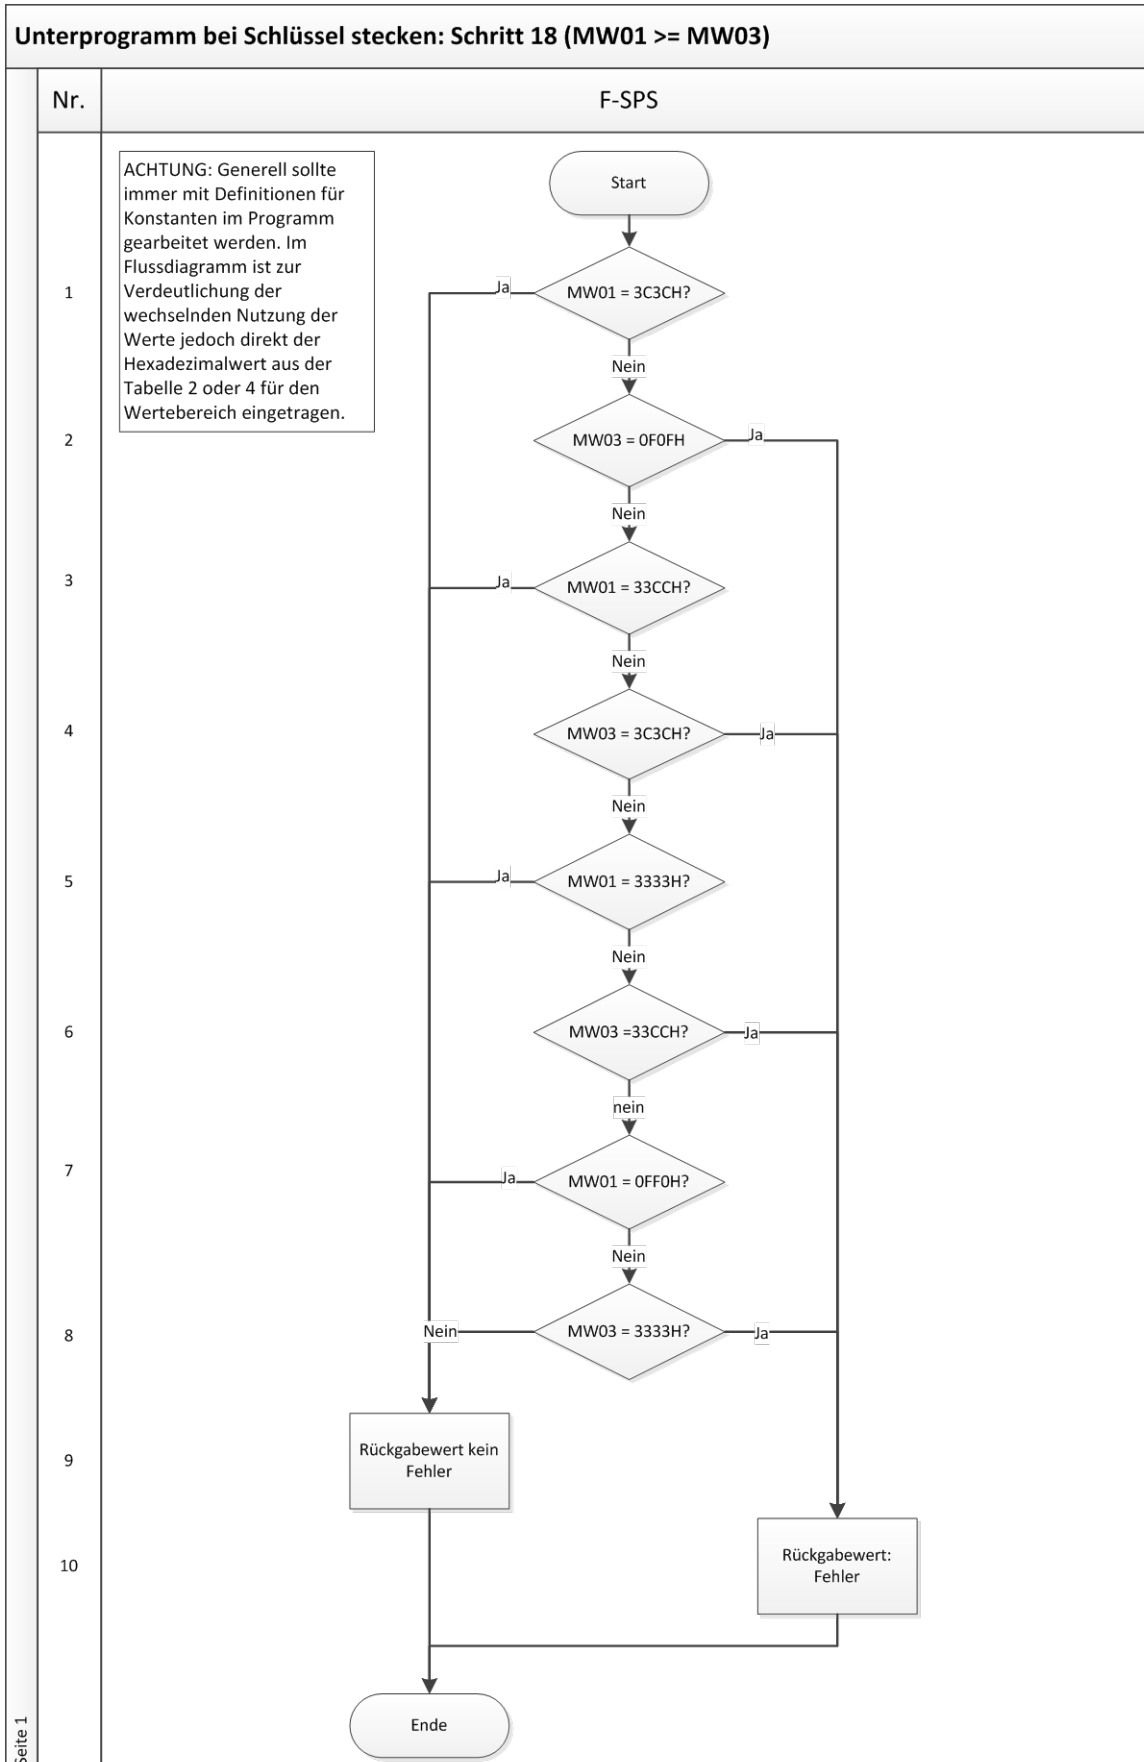 Unterprogramm bei Schlüssel stecken: Schritt 18 (MW01 >= MW03)
Nr.
F-SPS
ACHTUNG: Generell sollte
immer mit Definitionen für
Konstanten im Programm
gearbeitet werden. Im
Flussdiagramm ist zur
Verdeutlichung der
wechselnden Nutzung der
Werte jedoch direkt der
Hexadezimalwert aus der
Tabelle 2 oder 4 für den
Wertebereich eingetragen.
Start
1
Ja
MW01 = 3C3CH?
Nein
2
MW03 = 0F0FH
Ja
Nein
3
Ja
MW01 = 33CCH?
Nein
4
MW03 = 3C3CH?
Ja
Nein
5
Ja
MW01 = 3333H?
Nein
6
MW03 =33CCH?
Ja
nein
7
Ja
MW01 = 0FF0H?
Nein
8
Nein
MW03 = 3333H?
Ja
9
Rückgabewert kein
Fehler
10
Rückgabewert:
Fehler
Ende
Seite 1